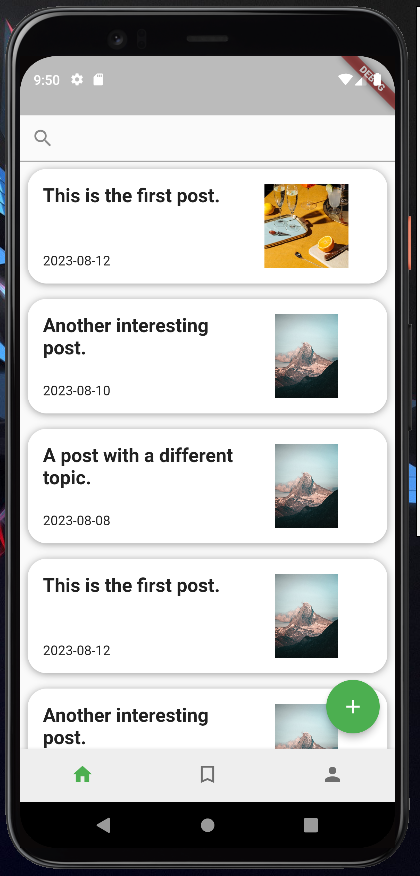 9:50
DEBUG
This is the first post.
2023-08-12
Another interesting
post.
2023-08-10
A post with a different
topic.
2023-08-08
This is the first post.
2023-08-12
Another interesting
post.